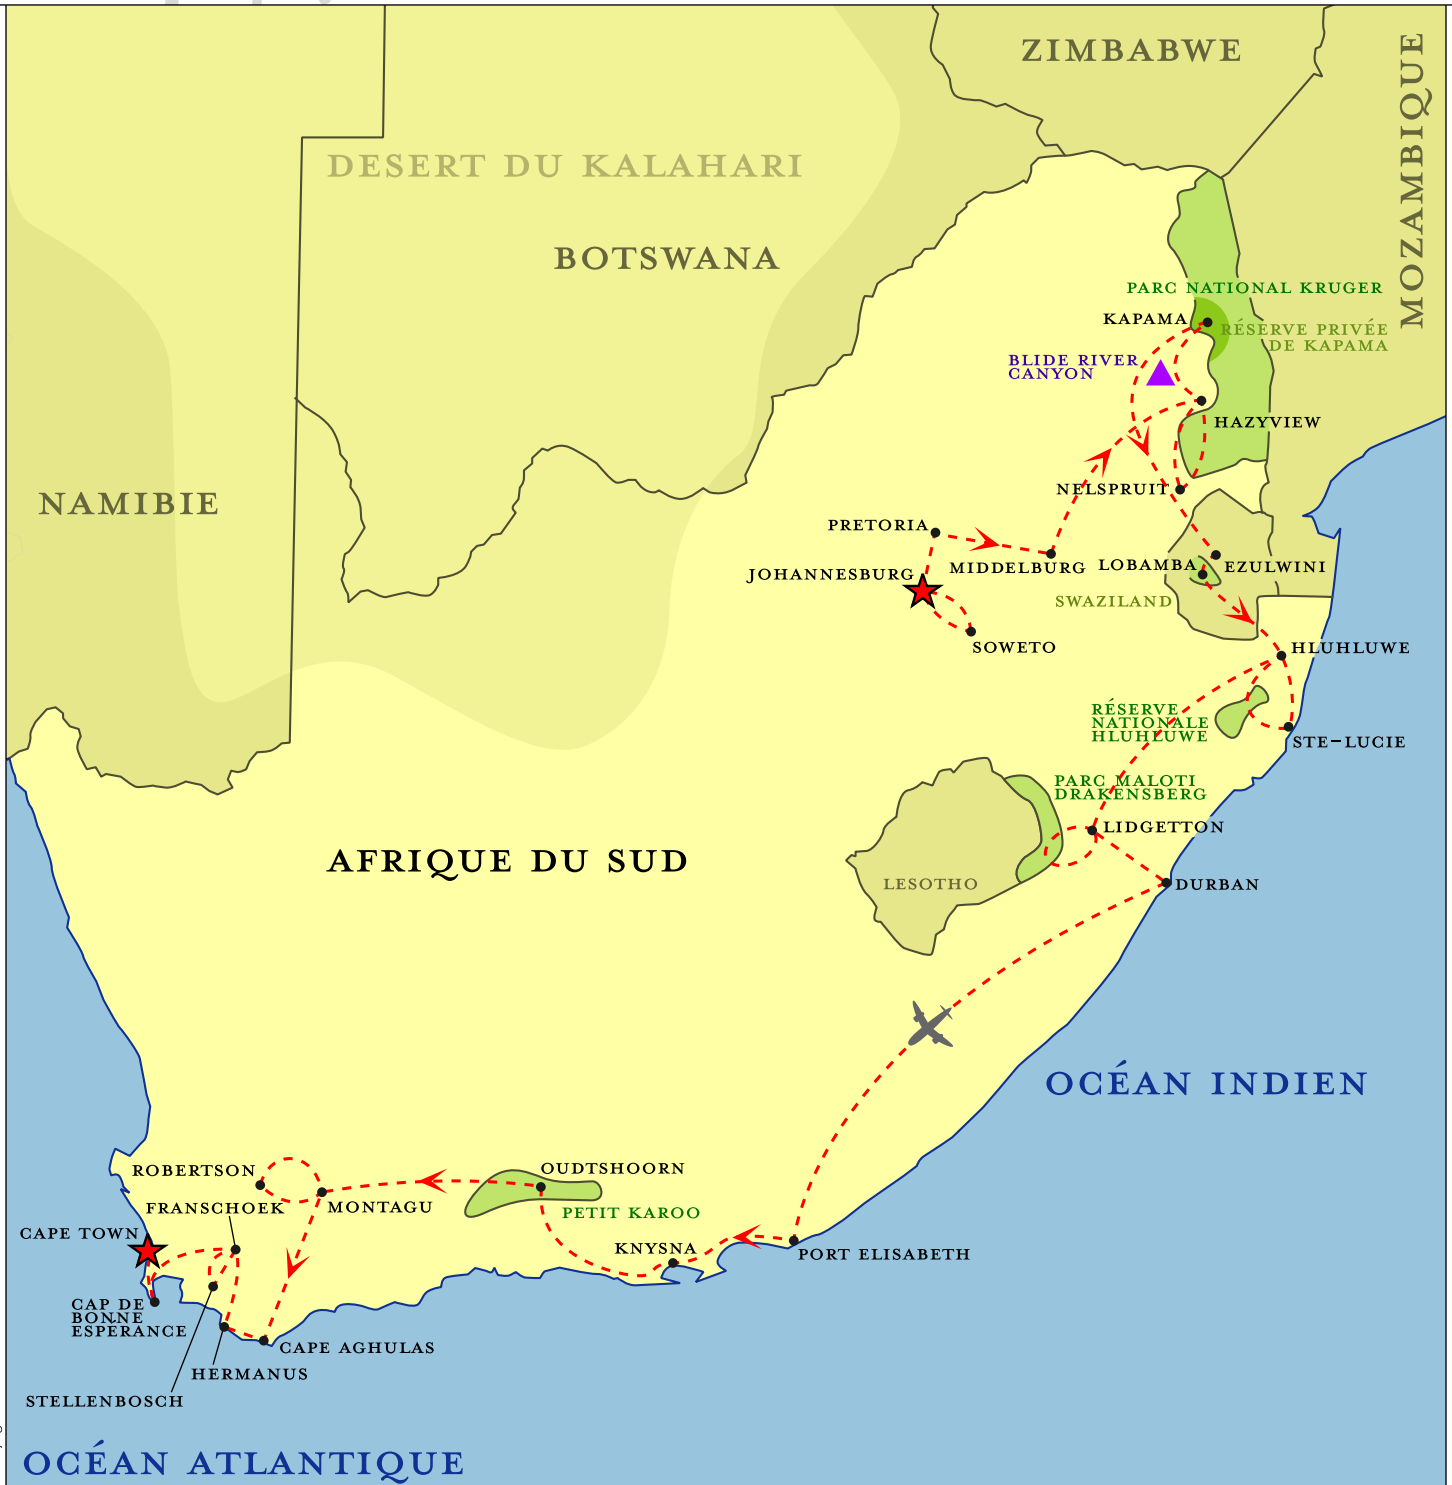 ZIMBABWE
MOZAMBIQUE
DESERT DU KALAHARI
BOTSWANA
PARC NATIONAL KRUGER
KAPAMA
RÉSERVE PRIVÉE
DE KAPAMA
BLIDE RIVER
CANYON
HAZYVIEW
NAMIBIE
NELSPRUIT
PRETORIA
MIDDELBURG
LOBAMBA
EZULWINI
JOHANNESBURG
SWAZILAND
SOWETO
HLUHLUWE
RÉSERVE
NATIONALE
HLUHLUWE
STE-LUCIE
PARC MALOTI
DRAKENSBERG
LIDGETTON
AFRIQUE DU SUD
LESOTHO
DURBAN
OCÉAN INDIEN
ROBERTSON
OUDTSHOORN
FRANSCHOEK
MONTAGU
PETIT KAROO
CAPE TOWN
KNYSNA
PORT ELISABETH
CAP DE
BONNE
ESPÉRANCE
CAPE AGHULAS
HERMANUS
STELLENBOSCH
OCÉAN ATLANTIQUE